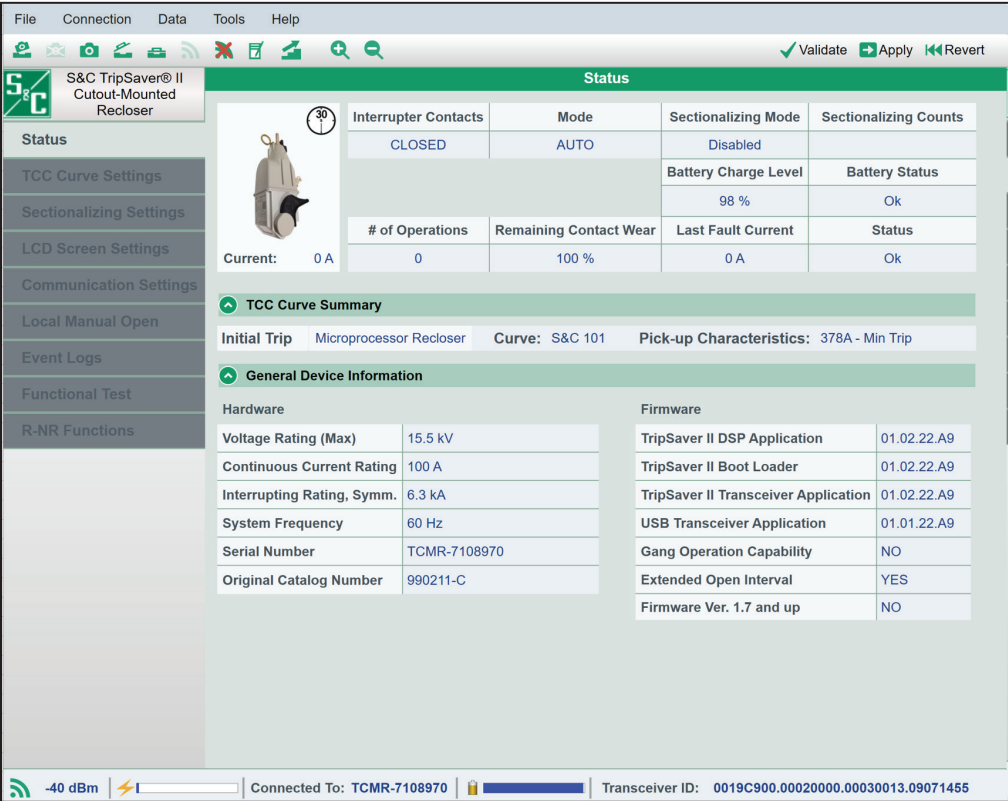 File Connection Data Tools Help
Validate Apply Revert
S&C
S&C TripSaver® II
Cutout-Mounted
Recloser
Status
Status
TCC Curve Settings
Sectionalizing Settings
LCD Screen Settings
Communication Settings
Local Manual Open
Event Logs
Functional Test
R-NR Functions
30
Interrupter Contacts Mode Sectionalizing Mode Sectionalizing Counts
CLOSED AUTO Disabled
Battery Charge Level Battery Status
98 % Ok
# of Operations Remaining Contact Wear Last Fault Current Status
Current: 0 A 0 100 % 0 A Ok
TCC Curve Summary
Initial Trip Microprocessor Recloser Curve: S&C 101 Pick-up Characteristics: 378A - Min Trip
General Device Information
Hardware
Voltage Rating (Max) 15.5 kV
Continuous Current Rating 100 A
Interrupting Rating, Symm. 6.3 kA
System Frequency 60 Hz
Serial Number TCMR-7108970
Original Catalog Number 990211-C
Firmware
TripSaver II DSP Application 01.02.22.A9
TripSaver II Boot Loader 01.02.22.A9
TripSaver II Transceiver Application 01.02.22.A9
USB Transceiver Application 01.01.22.A9
Gang Operation Capability NO
Extended Open Interval YES
Firmware Ver. 1.7 and up NO
-40 dBm Connected To: TCMR-7108970 Transceiver ID: 0019C900.00020000.00030013.09071455